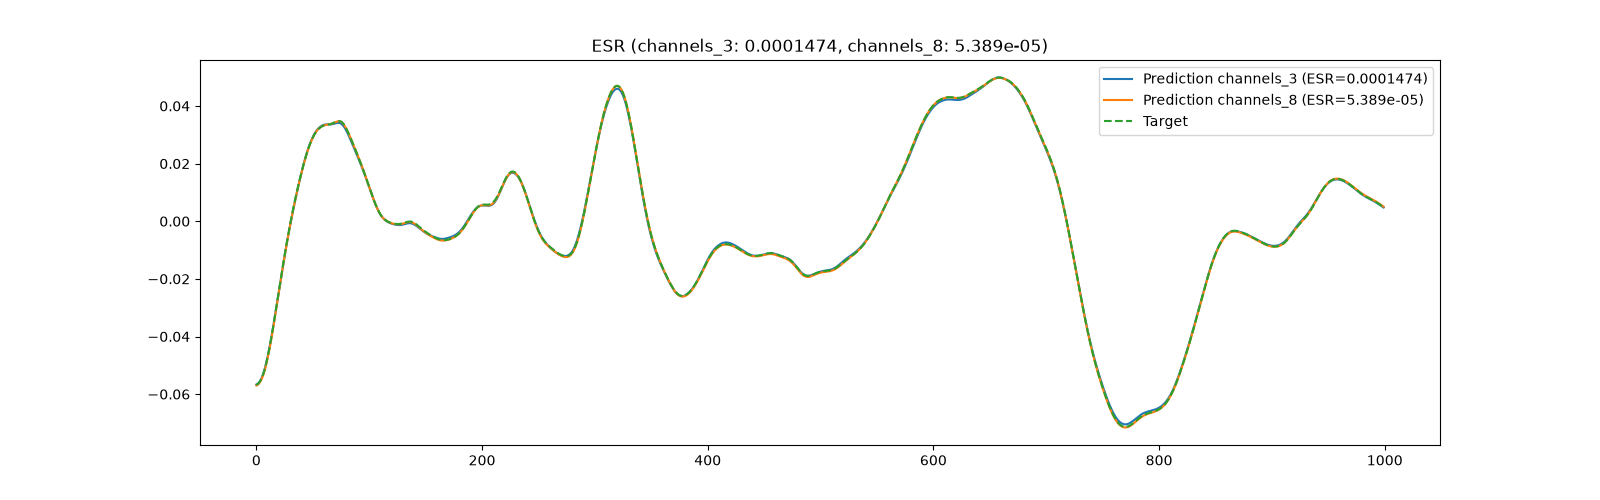 ESR (channels_3: 0.0001474, channels_8: 5.389e-05)
Prediction channels_3 (ESR=0.0001474)
Prediction channels_8 (ESR=5.389e-05)
Target
0.04
0.02
0.00
−0.02
−0.04
−0.06
0 200 400 600 800 1000